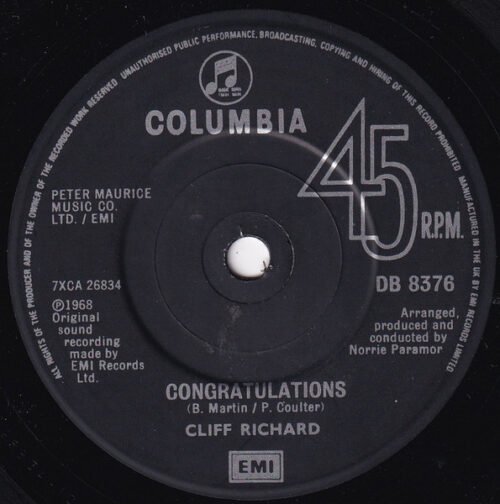 ALL RIGHTS OF THE PRODUCER AND OF THE OWNER OF THE RECORDED WORK RESERVED UNAUTHORISED PUBLIC PERFORMANCE, BROADCASTING, COPYING AND HIRING OF THIS RECORD PROHIBITED MANUFACTURED IN U.K BY EMI RECORDS LIMITED
COLUMBIA
45
R.P.M.
PETER MAURICE
MUSIC CO.
LTD. / EMI
7XCA 26834
DB 8376
℗1968
Original
sound
recording
made by
EMI Records
Ltd.
Arranged,
produced and
conducted by
Norrie Paramor
CONGRATULATIONS
(B. Martin / P. Coulter)
CLIFF RICHARD
EMI